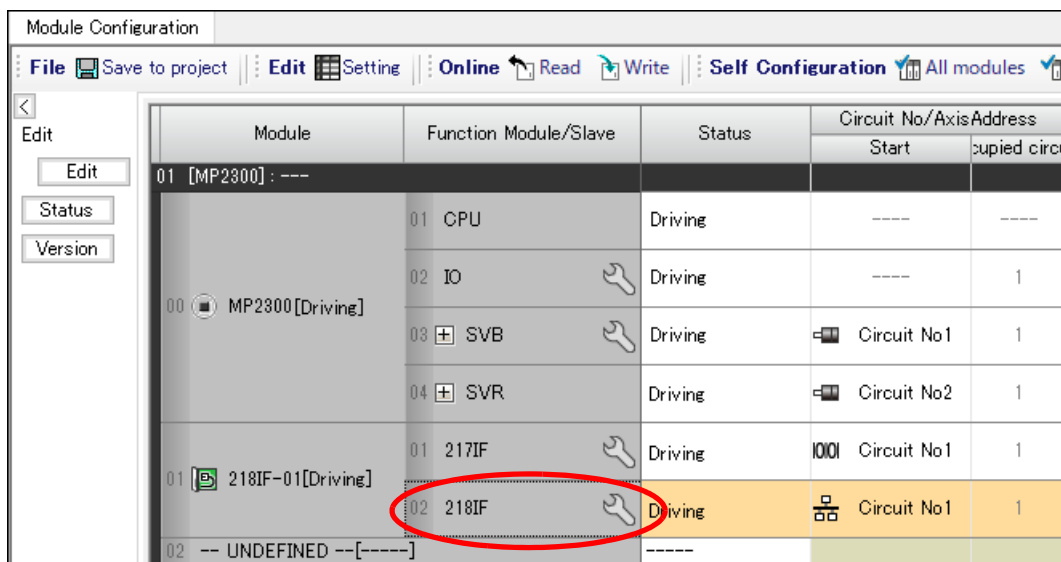 Module Configuration
File Save to project Edit Setting Online Read Write Self Configuration All modules
Edit
Edit
Status
Version
Module Function Module/Slave Status Circuit No/AxisAddress
Start cupied circu
01 [MP2300] : ---
00 MP2300[Driving]
01 CPU Driving ---- ----
02 IO Driving ---- 1
03 SVB Driving Circuit No1 1
04 SVR Driving Circuit No2 1
01 218IF-01[Driving]
01 217IF Driving Circuit No1 1
02 218IF Driving Circuit No1 1
02 -- UNDEFINED --[-----] -----